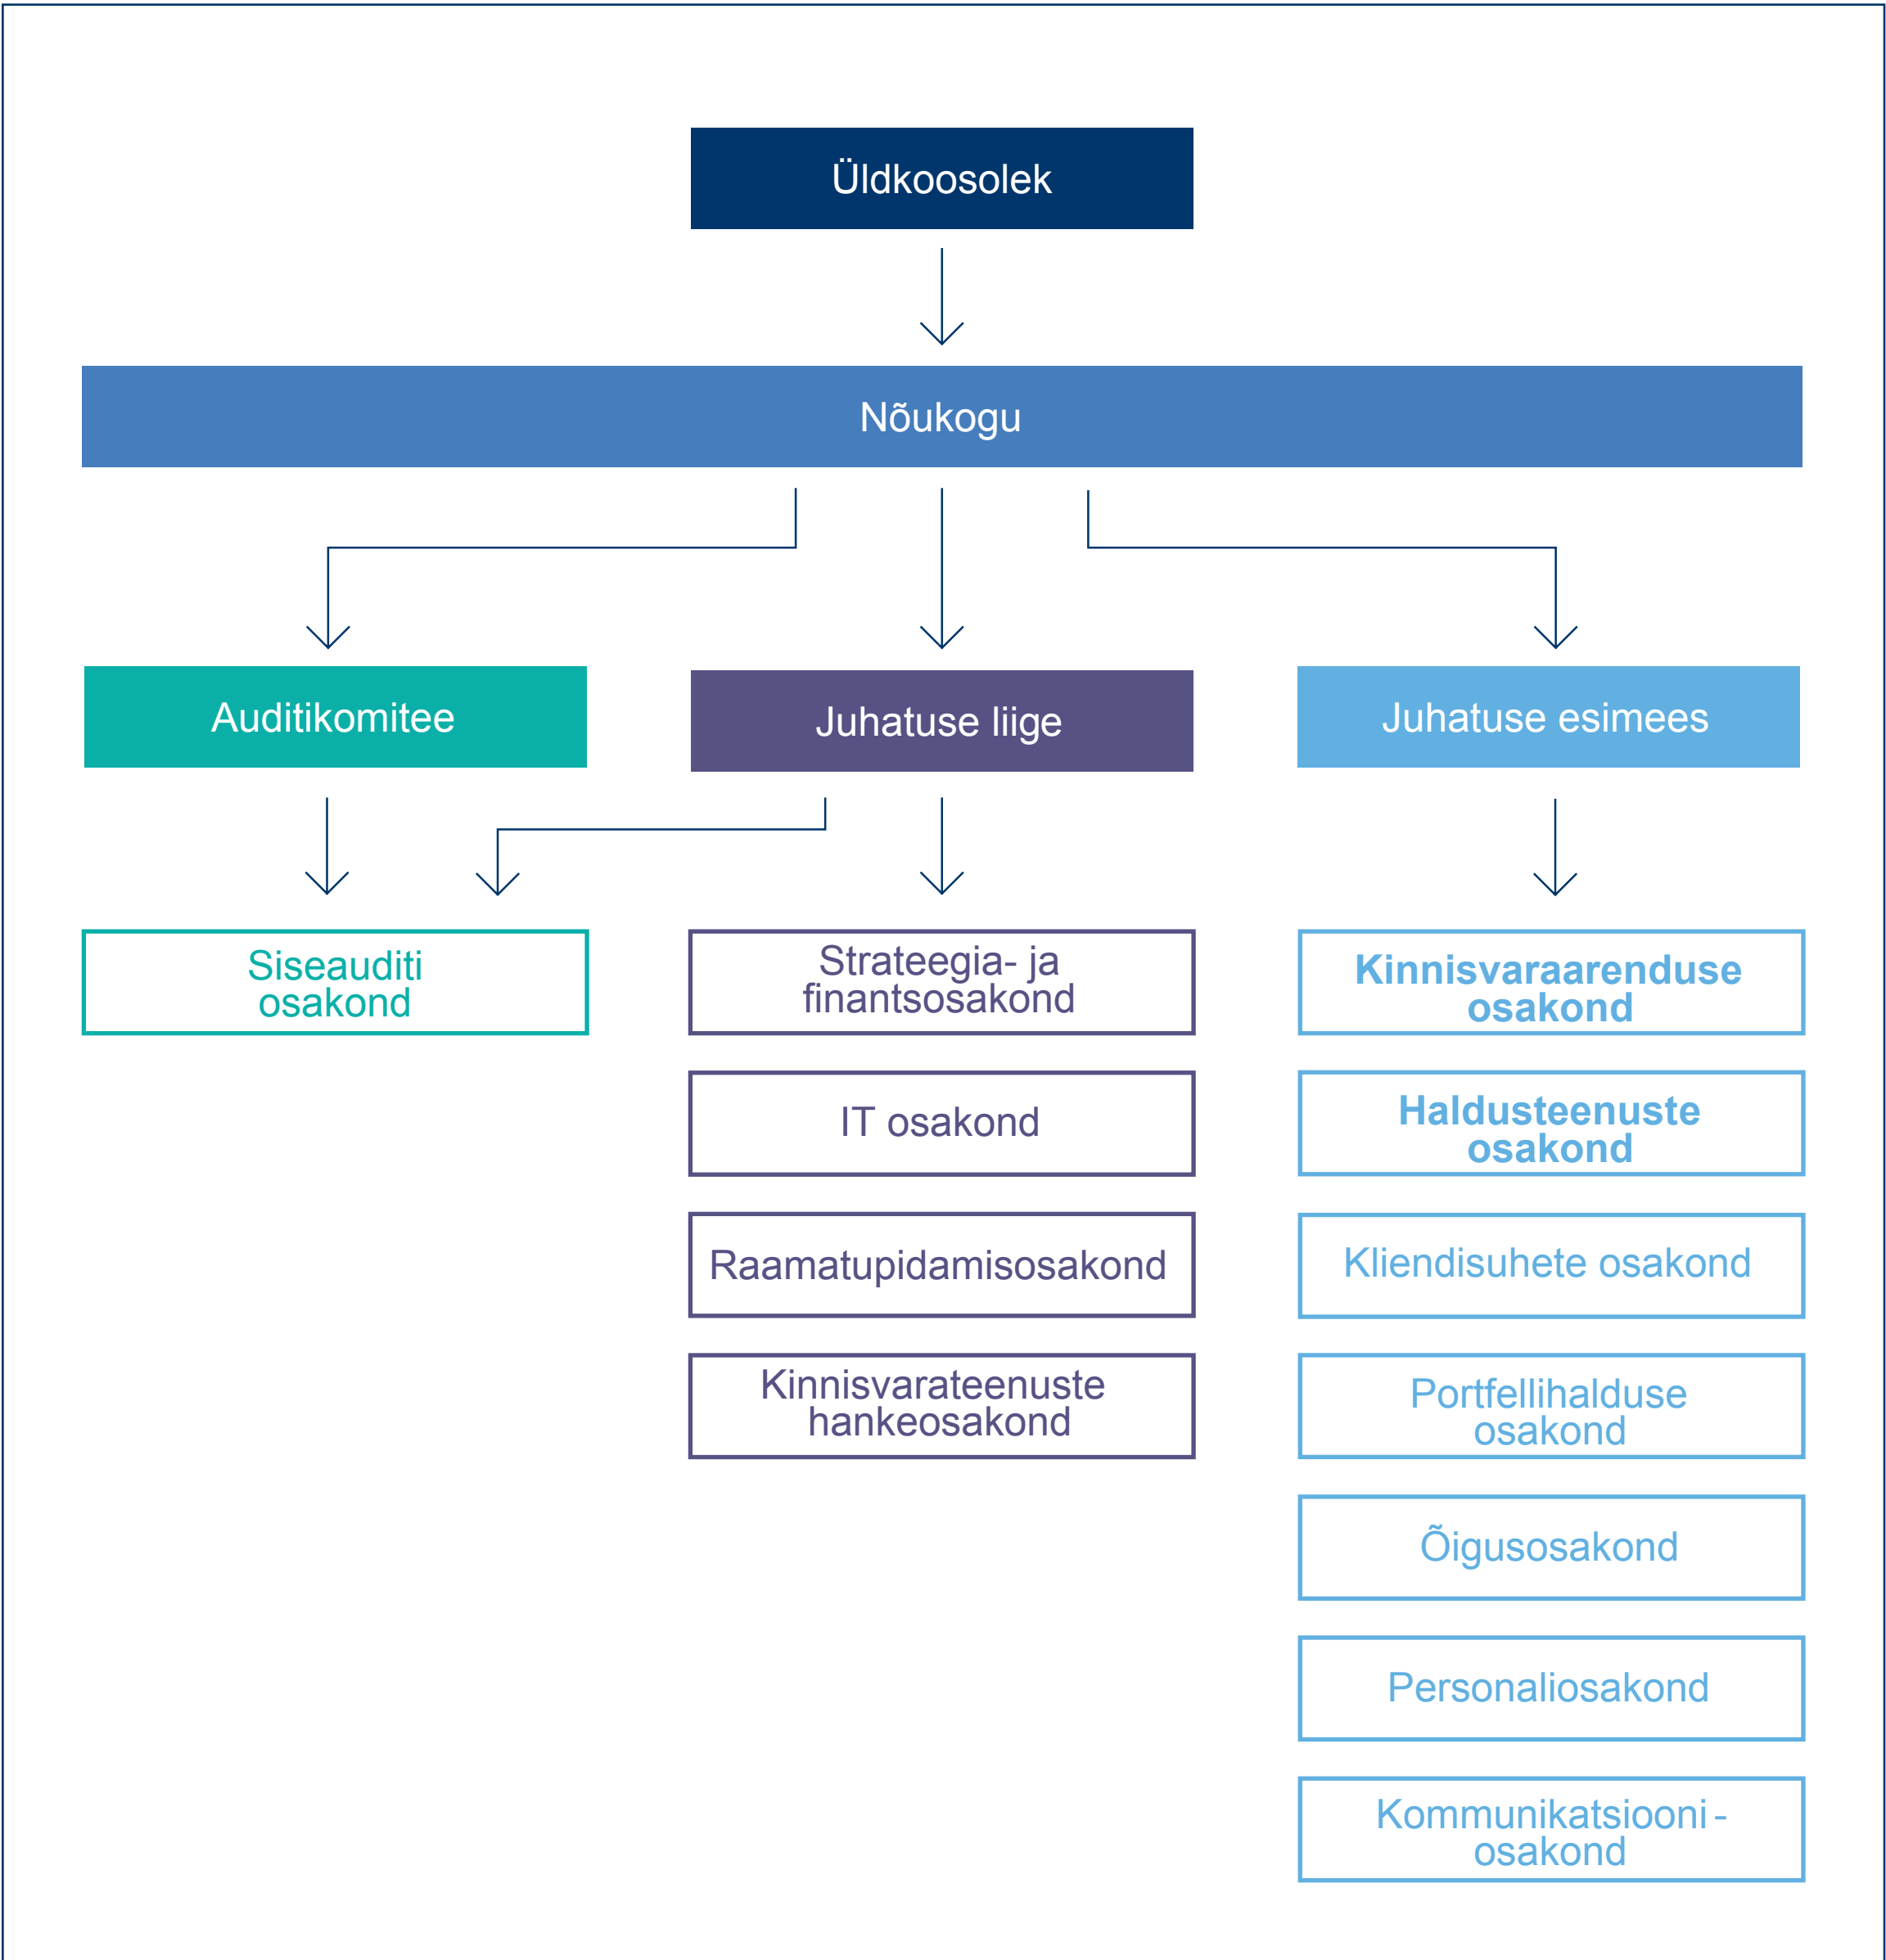 Üldkoosolek
Nõukogu
Auditikomitee
Juhatuse liige
Juhatuse esimees
Siseauditi
osakond
Strateegia- ja
finantsosakond
IT osakond
Raamatupidamisosakond
Kinnisvarateenuste
hankeosakond
Kinnisvaraarenduse
osakond
Haldusteenuste
osakond
Kliendisuhete osakond
Portfellihalduse
osakond
Õigusosakond
Personaliosakond
Kommunikatsiooni-
osakond